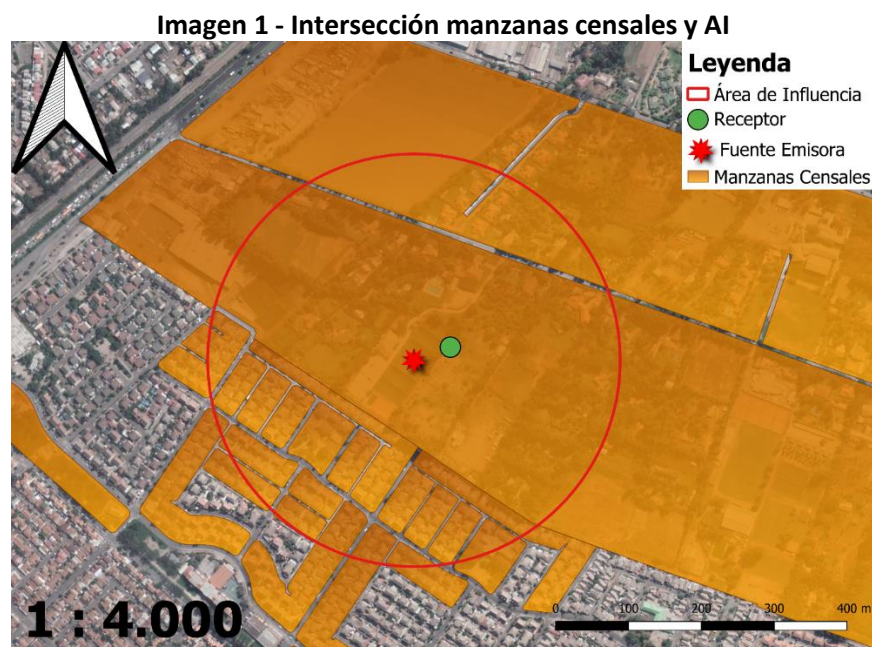 Imagen 1 - Intersección manzanas censales y AI
Leyenda
Área de Influencia
Receptor
Fuente Emisora
Manzanas Censales
1 : 4.000
0 100 200 300 400 m